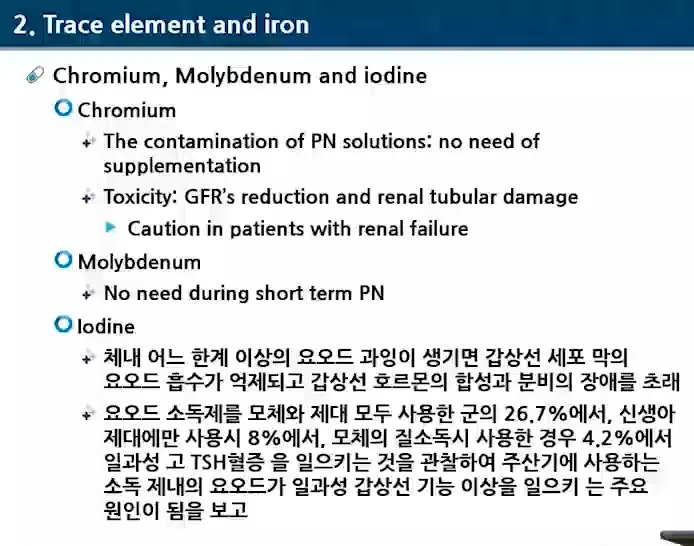 2. Trace element and iron
Chromium, Molybdenum and iodine
Chromium
The contamination of PN solutions: no need of
supplementation
Toxicity: GFR's reduction and renal tubular damage
Caution in patients with renal failure
Molybdenum
No need during short term PN
Iodine
체내 어느 한계 이상의 요오드 과잉이 생기면 갑상선 세포 막의
요오드 흡수가 억제되고 갑상선 호르몬의 합성과 분비의 장애를 초래
요오드 소독제를 모체와 제대 모두 사용한 군의 26.7%에서, 신생아
제대에만 사용시 8%에서, 모체의 질소독시 사용한 경우 4.2%에서
일과성 고 TSH혈증 을 일으키는 것을 관찰하여 주산기에 사용하는
소독 제내의 요오드가 일과성 갑상선 기능 이상을 일으키 는 주요
원인이 됨을 보고